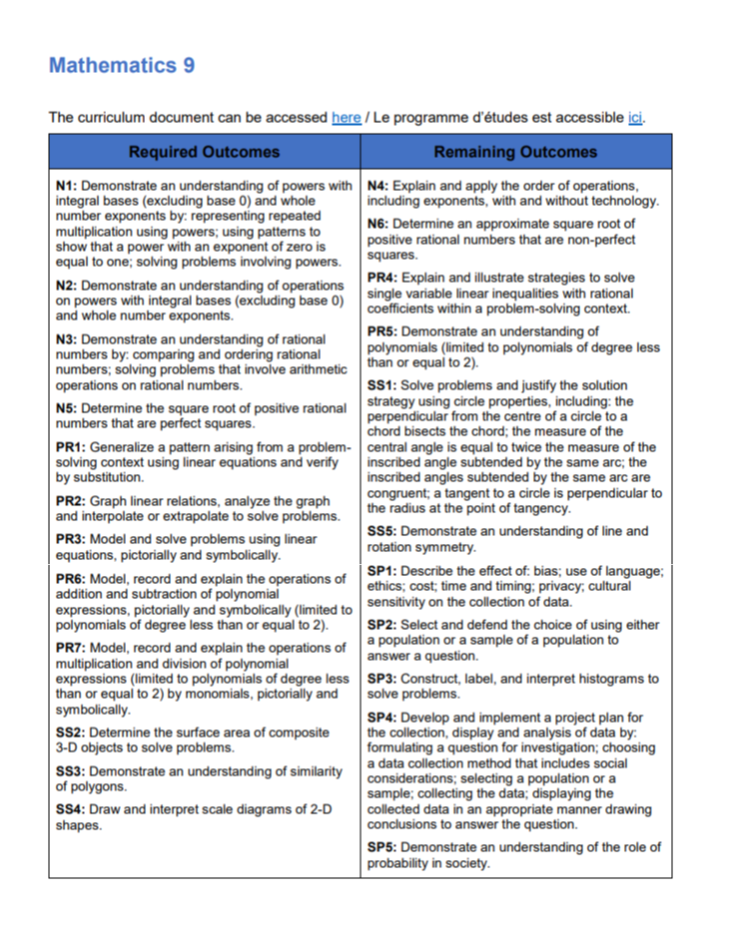 Mathematics 9
The curriculum document can be accessed here / Le programme d'études est accessible ici.
Required Outcomes
N1: Demonstrate an understanding of powers with
integral bases (excluding base 0) and whole
number exponents by: representing repeated
multiplication using powers; using patterns to
show that a power with an exponent of zero is
equal to one; solving problems involving powers.
N2: Demonstrate an understanding of operations
on powers with integral bases (excluding base 0)
and whole number exponents.
N3: Demonstrate an understanding of rational
numbers by: comparing and ordering rational
numbers; solving problems that involve arithmetic
operations on rational numbers.
N5: Determine the square root of positive rational
numbers that are perfect squares.
PR1: Generalize a pattern arising from a problem-
solving context using linear equations and verify
by substitution.
PR2: Graph linear relations, analyze the graph
and interpolate or extrapolate to solve problems.
PR3: Model and solve problems using linear
equations, pictorially and symbolically.
PR6: Model, record and explain the operations of
addition and subtraction of polynomial
expressions, pictorially and symbolically (limited to
polynomials of degree less than or equal to 2).
PR7: Model, record and explain the operations of
multiplication and division of polynomial
expressions (limited to polynomials of degree less
than or equal to 2) by monomials, pictorially and
symbolically.
SS2: Determine the surface area of composite
3-D objects to solve problems.
SS3: Demonstrate an understanding of similarity
of polygons.
SS4: Draw and interpret scale diagrams of 2-D
shapes.
Remaining Outcomes
N4: Explain and apply the order of operations,
including exponents, with and without technology.
N6: Determine an approximate square root of
positive rational numbers that are non-perfect
squares.
PR4: Explain and illustrate strategies to solve
single variable linear inequalities with rational
coefficients within a problem-solving context.
PR5: Demonstrate an understanding of
polynomials (limited to polynomials of degree less
than or equal to 2).
SS1: Solve problems and justify the solution
strategy using circle properties, including: the
perpendicular from the centre of a circle to a
chord bisects the chord; the measure of the
central angle is equal to twice the measure of the
inscribed angle subtended by the same arc; the
inscribed angles subtended by the same arc are
congruent; a tangent to a circle is perpendicular to
the radius at the point of tangency.
SS5: Demonstrate an understanding of line and
rotation symmetry.
SP1: Describe the effect of: bias; use of language;
ethics; cost; time and timing; privacy; cultural
sensitivity on the collection of data.
SP2: Select and defend the choice of using either
a population or a sample of a population to
answer a question.
SP3: Construct, label, and interpret histograms to
solve problems.
SP4: Develop and implement a project plan for
the collection, display and analysis of data by:
formulating a question for investigation; choosing
a data collection method that includes social
considerations; selecting a population or a
sample; collecting the data; displaying the
collected data in an appropriate manner drawing
conclusions to answer the question.
SP5: Demonstrate an understanding of the role of
probability in society.